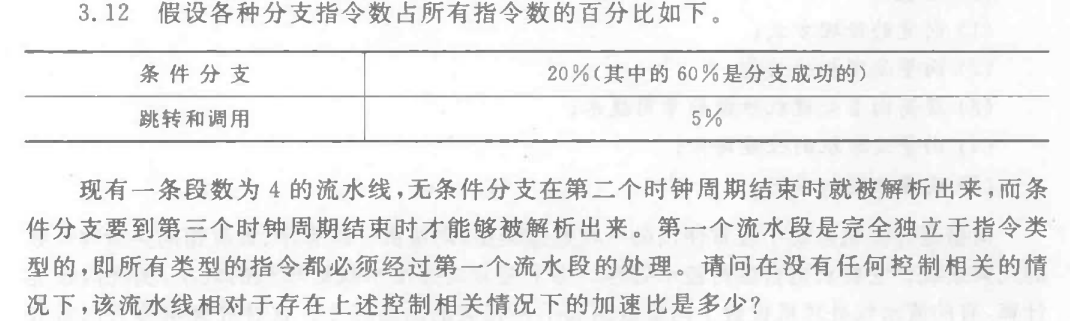 3.12 假设各种分支指令数占所有指令数的百分比如下。
条件分支 20%(其中的60%是分支成功的)
跳转和调用 5%
现有一条段数为4的流水线,无条件分支在第二个时钟周期结束时就被解析出来,而条
件分支要到第三个时钟周期结束时才能够被解析出来。第一个流水段是完全独立于指令类
型的,即所有类型的指令都必须经过第一个流水段的处理。请问在没有任何控制相关的情
况下,该流水线相对于存在上述控制相关情况下的加速比是多少?